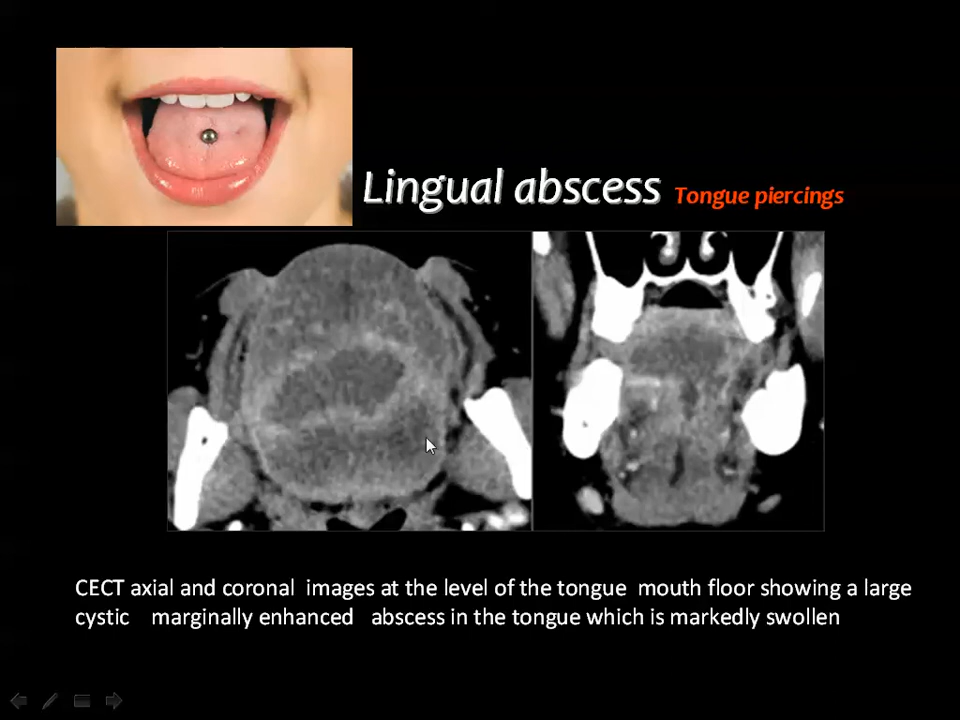 Lingual abscess Tongue piercings
CECT axial and coronal images at the level of the tongue mouth floor showing a large
cystic marginally enhanced abscess in the tongue which is markedly swollen